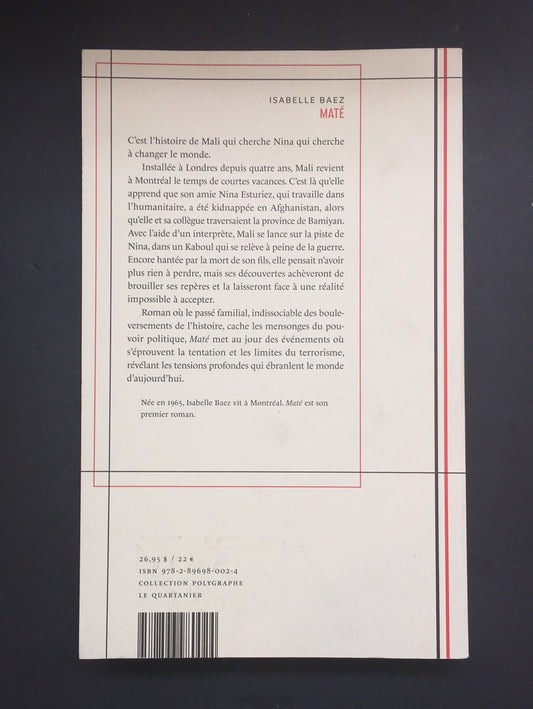 ISABELLE BAEZ
MATÉ
C'est l'histoire de Mali qui cherche Nina qui cherche
à changer le monde.
Installée à Londres depuis quatre ans, Mali revient
à Montréal le temps de courtes vacances. C'est là qu'elle
apprend que son amie Nina Esturiez, qui travaille dans
l'humanitaire, a été kidnappée en Afghanistan, alors
qu'elle et sa collègue traversaient la province de Bamiyan.
Avec l'aide d'un interprète, Mali se lance sur la piste de
Nina, dans un Kaboul qui se relève à peine de la guerre.
Encore hantée par la mort de son fils, elle pensait n'avoir
plus rien à perdre, mais ses découvertes achèveront de
brouiller ses repères et la laisseront face à une réalité
impossible à accepter.
Roman où le passé familial, indissociable des boule-
versements de l'histoire, cache les mensonges du pou-
voir politique, Maté met au jour des événements où
s'éprouvent la tentation et les limites du terrorisme,
révélant les tensions profondes qui ébranlent le monde
d'aujourd'hui.
Née en 1965, Isabelle Baez vit à Montréal. Maté est son
premier roman.
26,95 $ / 22 €
ISBN 978-2-89698-002-4
COLLECTION POLYGRAPHE
LE QUARTANIER